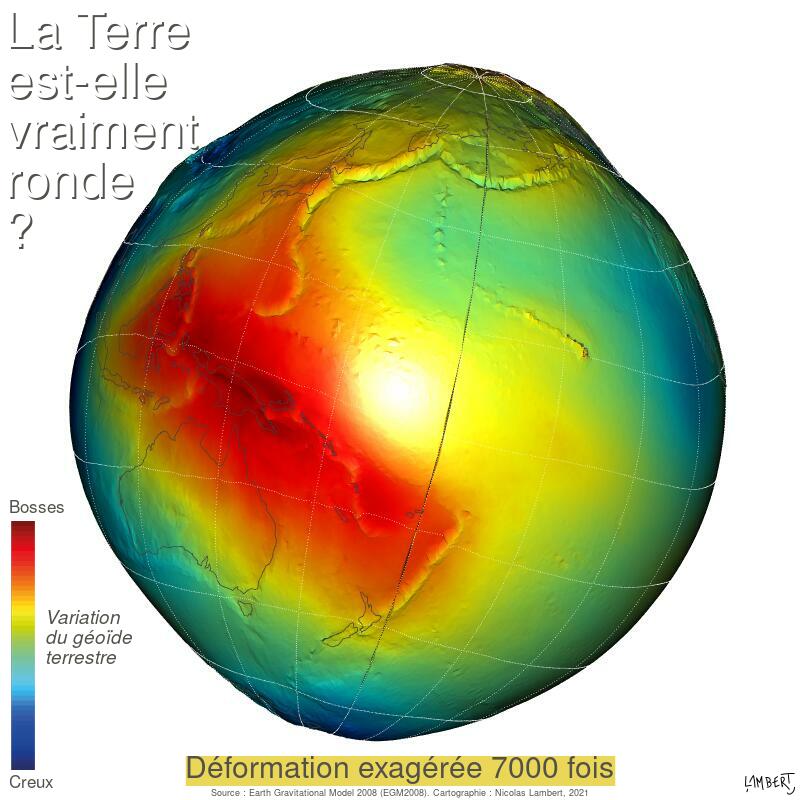 La Terre
est-elle
vraiment
ronde
?
Bosses
Variation
du géoïde
terrestre
Creux
Déformation exagérée 7000 fois
Source : Earth Gravitational Model 2008 (EGM2008). Cartographie : Nicolas Lambert, 2021
LAMBERT